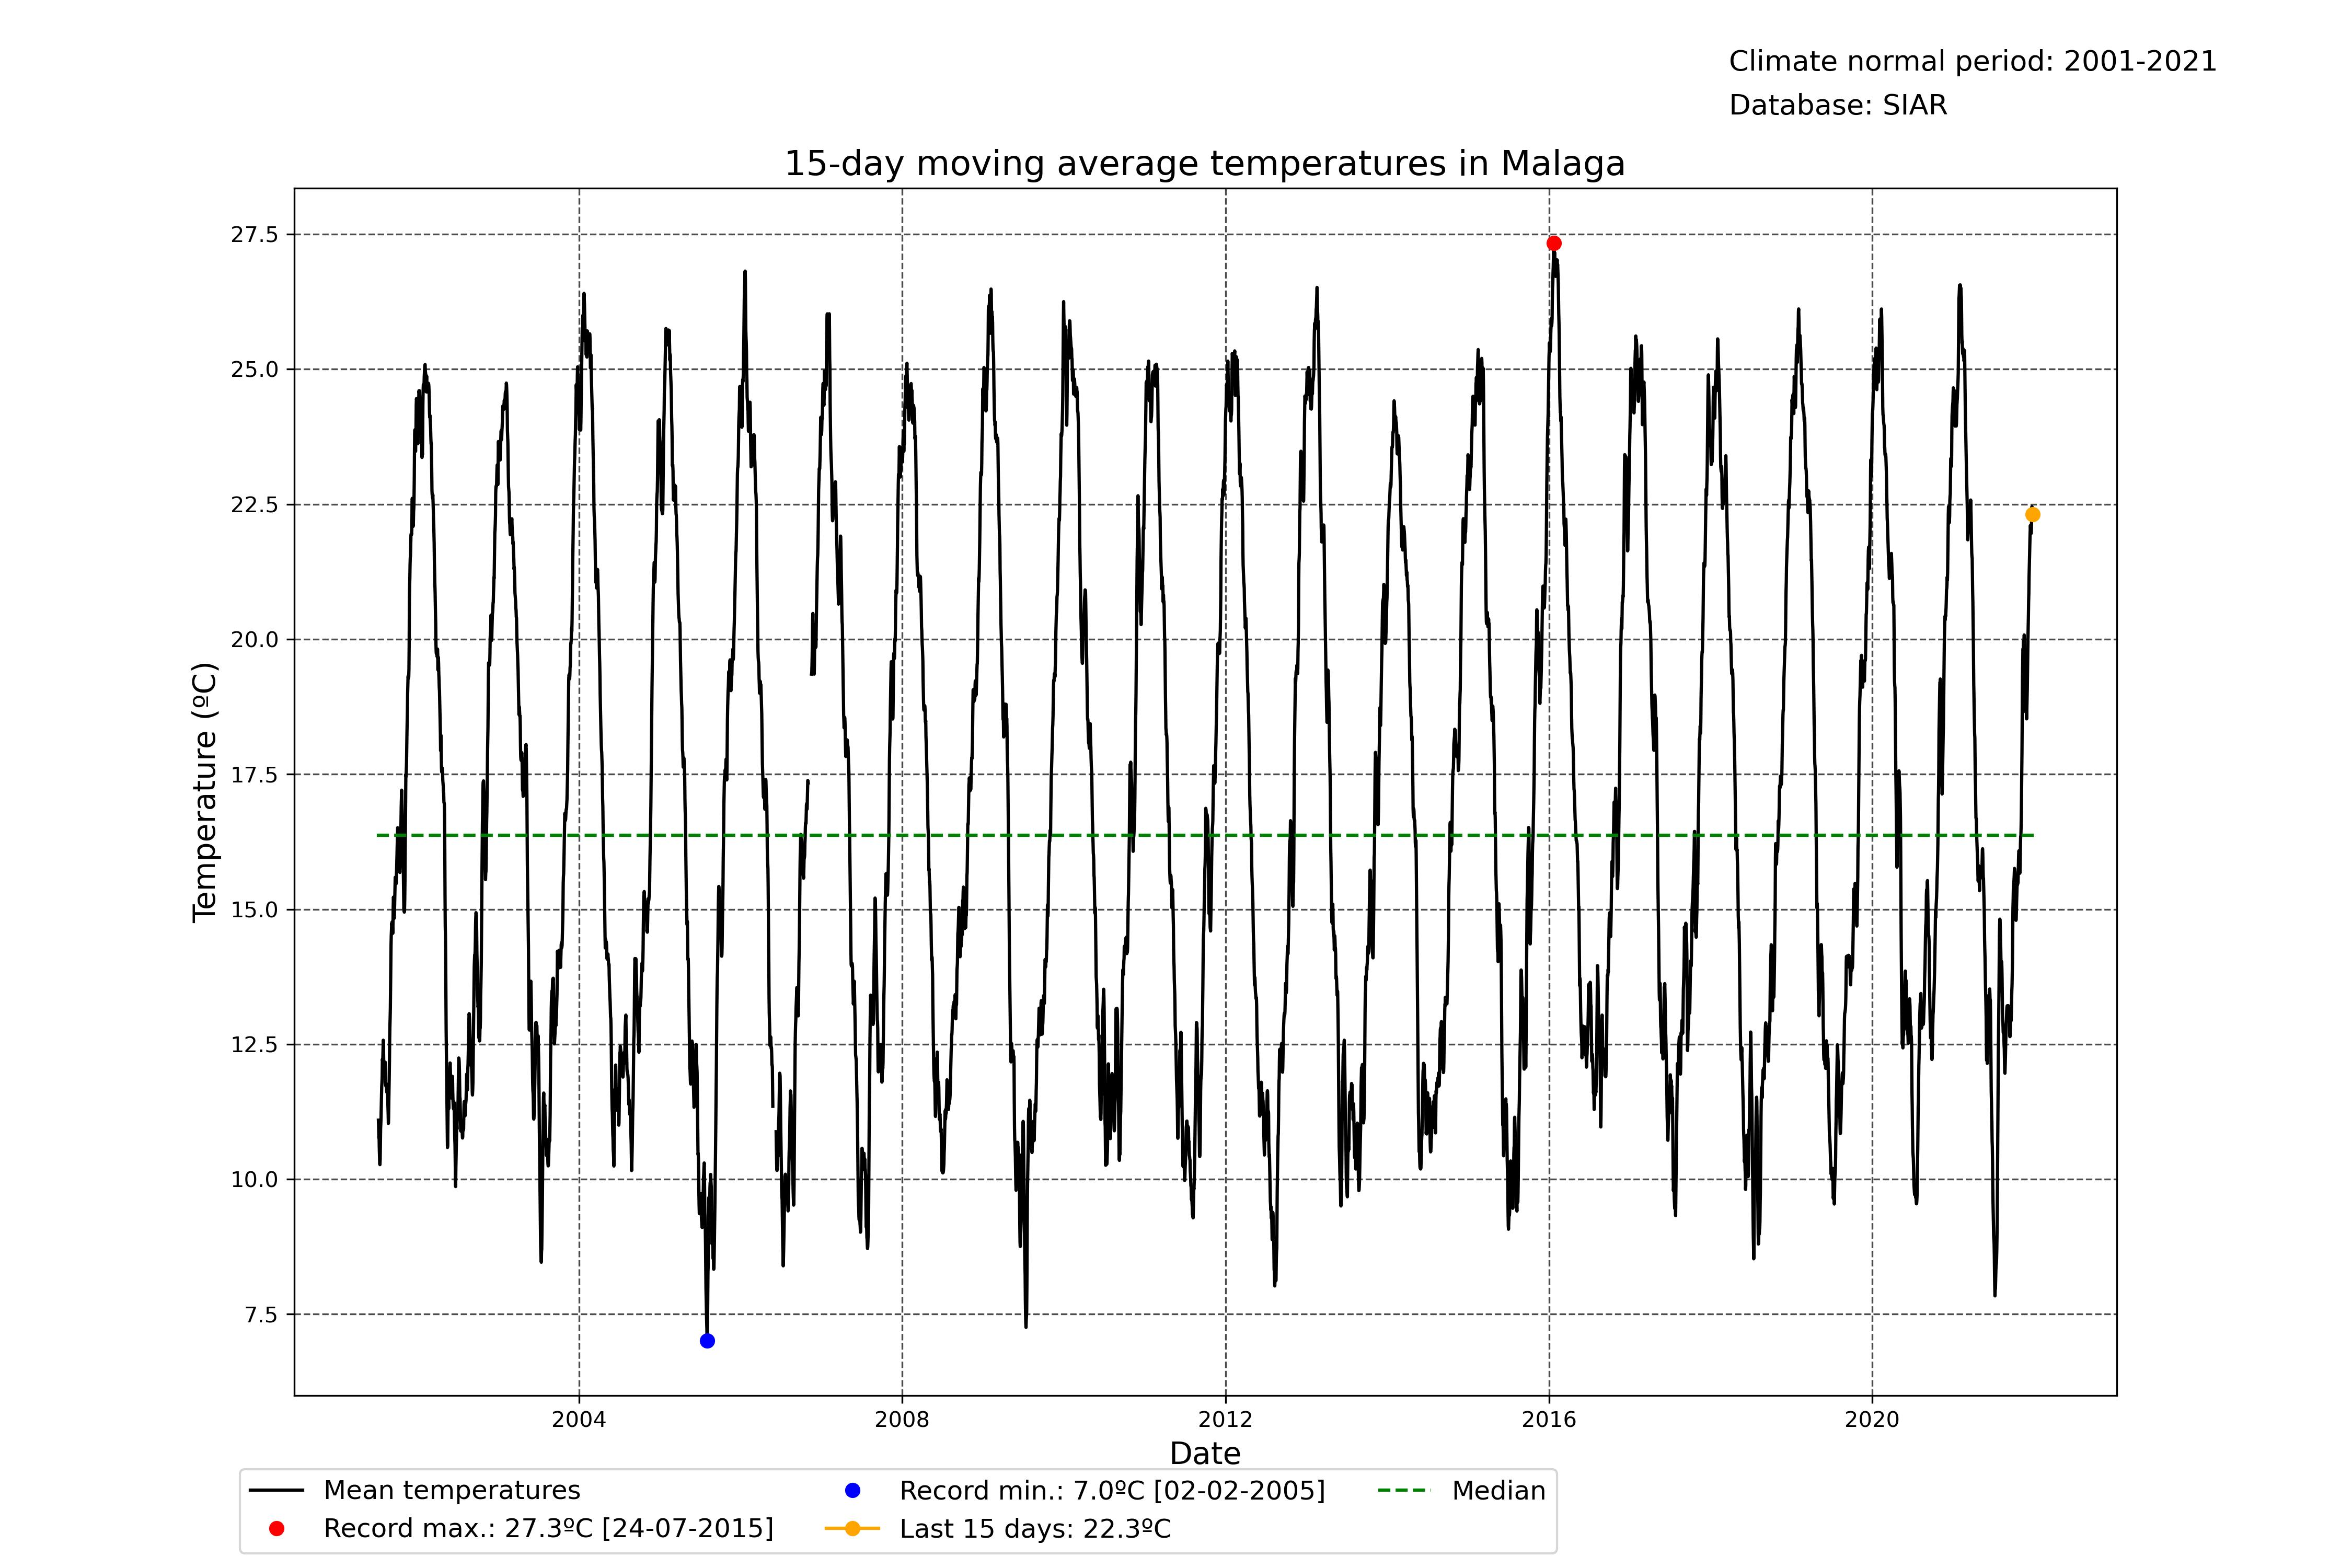 Climate normal period: 2001-2021
Database: SIAR
15-day moving average temperatures in Malaga
27.5
25.0
22.5
20.0
17.5
15.0
12.5
10.0
7.5
Temperature (ºC)
2004 2008 2012 2016 2020
Date
Mean temperatures
Record max.: 27.3ºC [24-07-2015]
Record min.: 7.0ºC [02-02-2005]
Last 15 days: 22.3ºC
Median